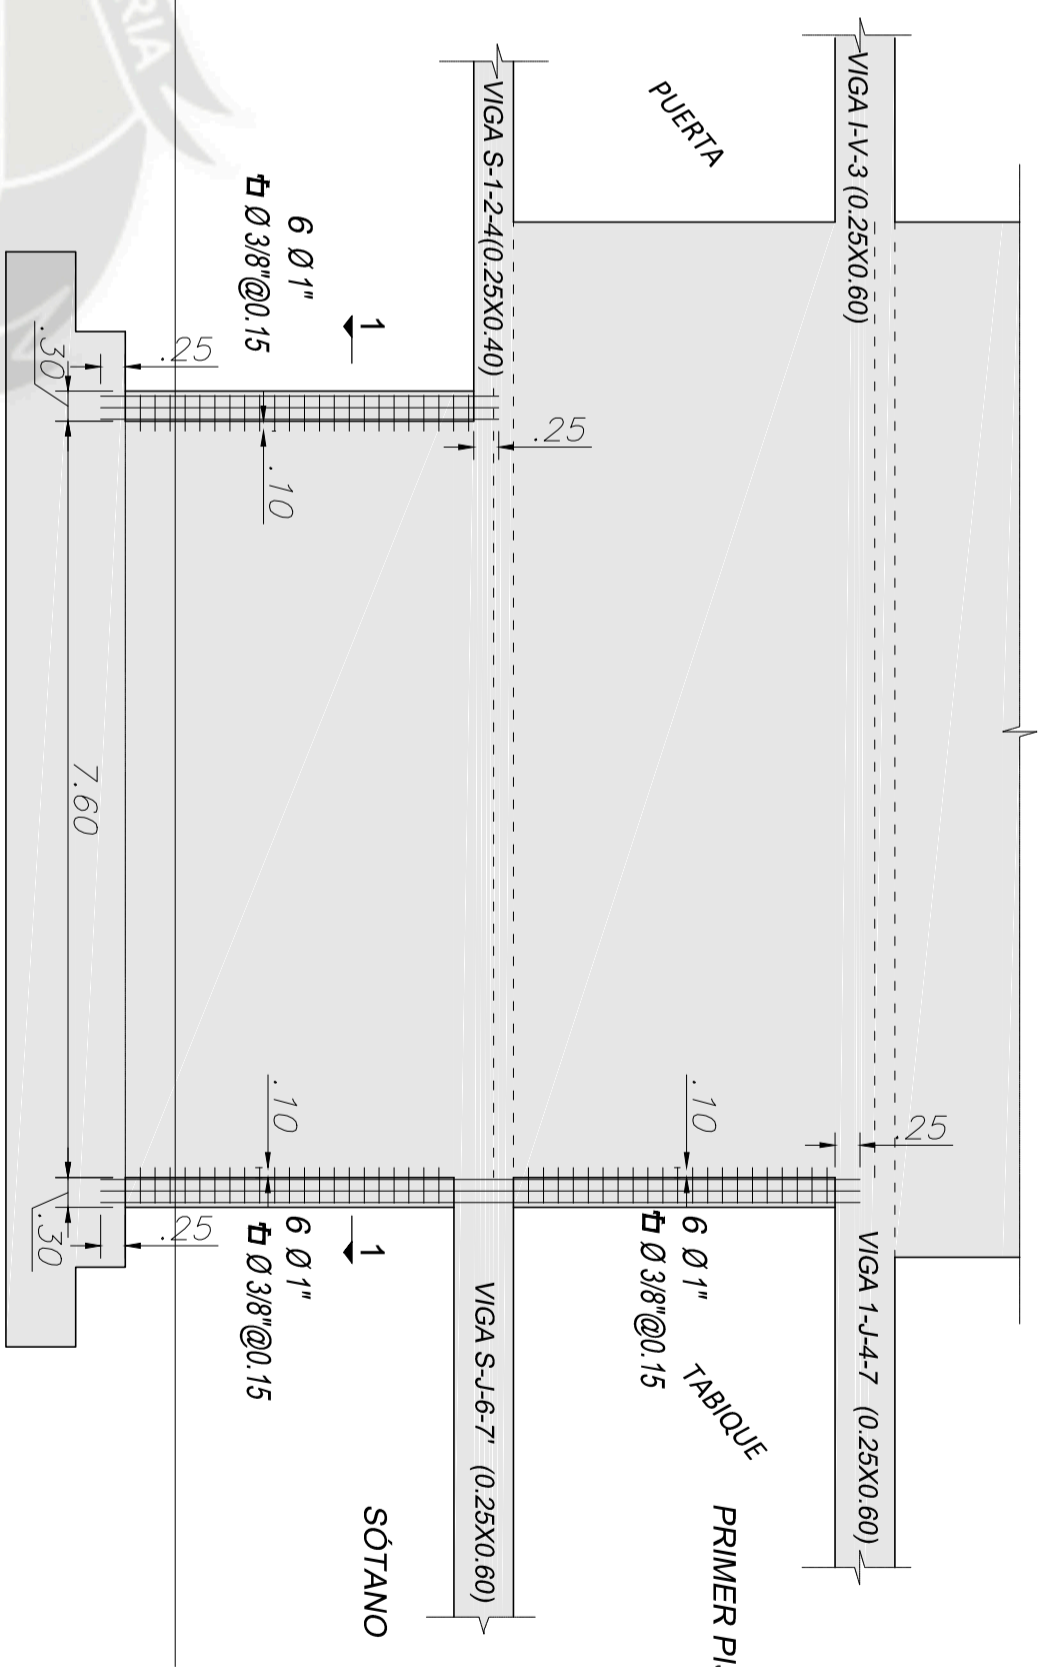 VIGA I-V-3 (0.25X0.60)
PUERTA
VIGA S-1-2-4(0.25X0.40)
6 Ø 1"
Ø 3/8"@0.15
1
.25
.30
.25
.10
7.60
.10
.10
.25
.30
.25
6 Ø 1"
Ø 3/8"@0.15
1
6 Ø 1"
Ø 3/8"@0.15
VIGA 1-J-4-7 (0.25X0.60)
VIGA S-J-6-7' (0.25X0.60)
TABIQUE
SÓTANO
PRIMER
RIA